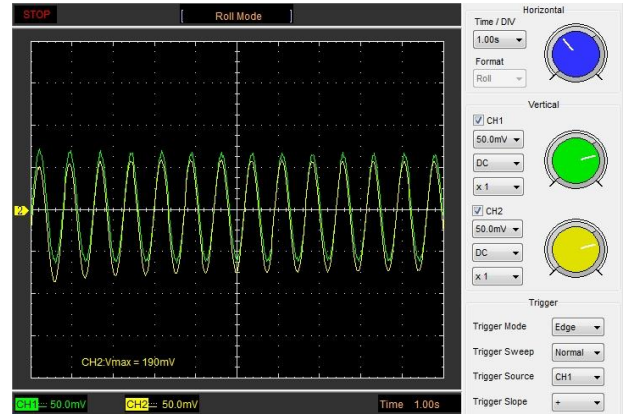 STOP
[ Roll Mode ]
2
CH2:Vmax = 190mV
CH1 50.0mV CH2 50.0mV Time 1.00s
Horizontal
Time / DIV
1.00s
Format
Roll
Vertical
CH1
50.0mV
DC
x 1
CH2
50.0mV
DC
x 1
Trigger
Trigger Mode Edge
Trigger Sweep Normal
Trigger Source CH1
Trigger Slope +